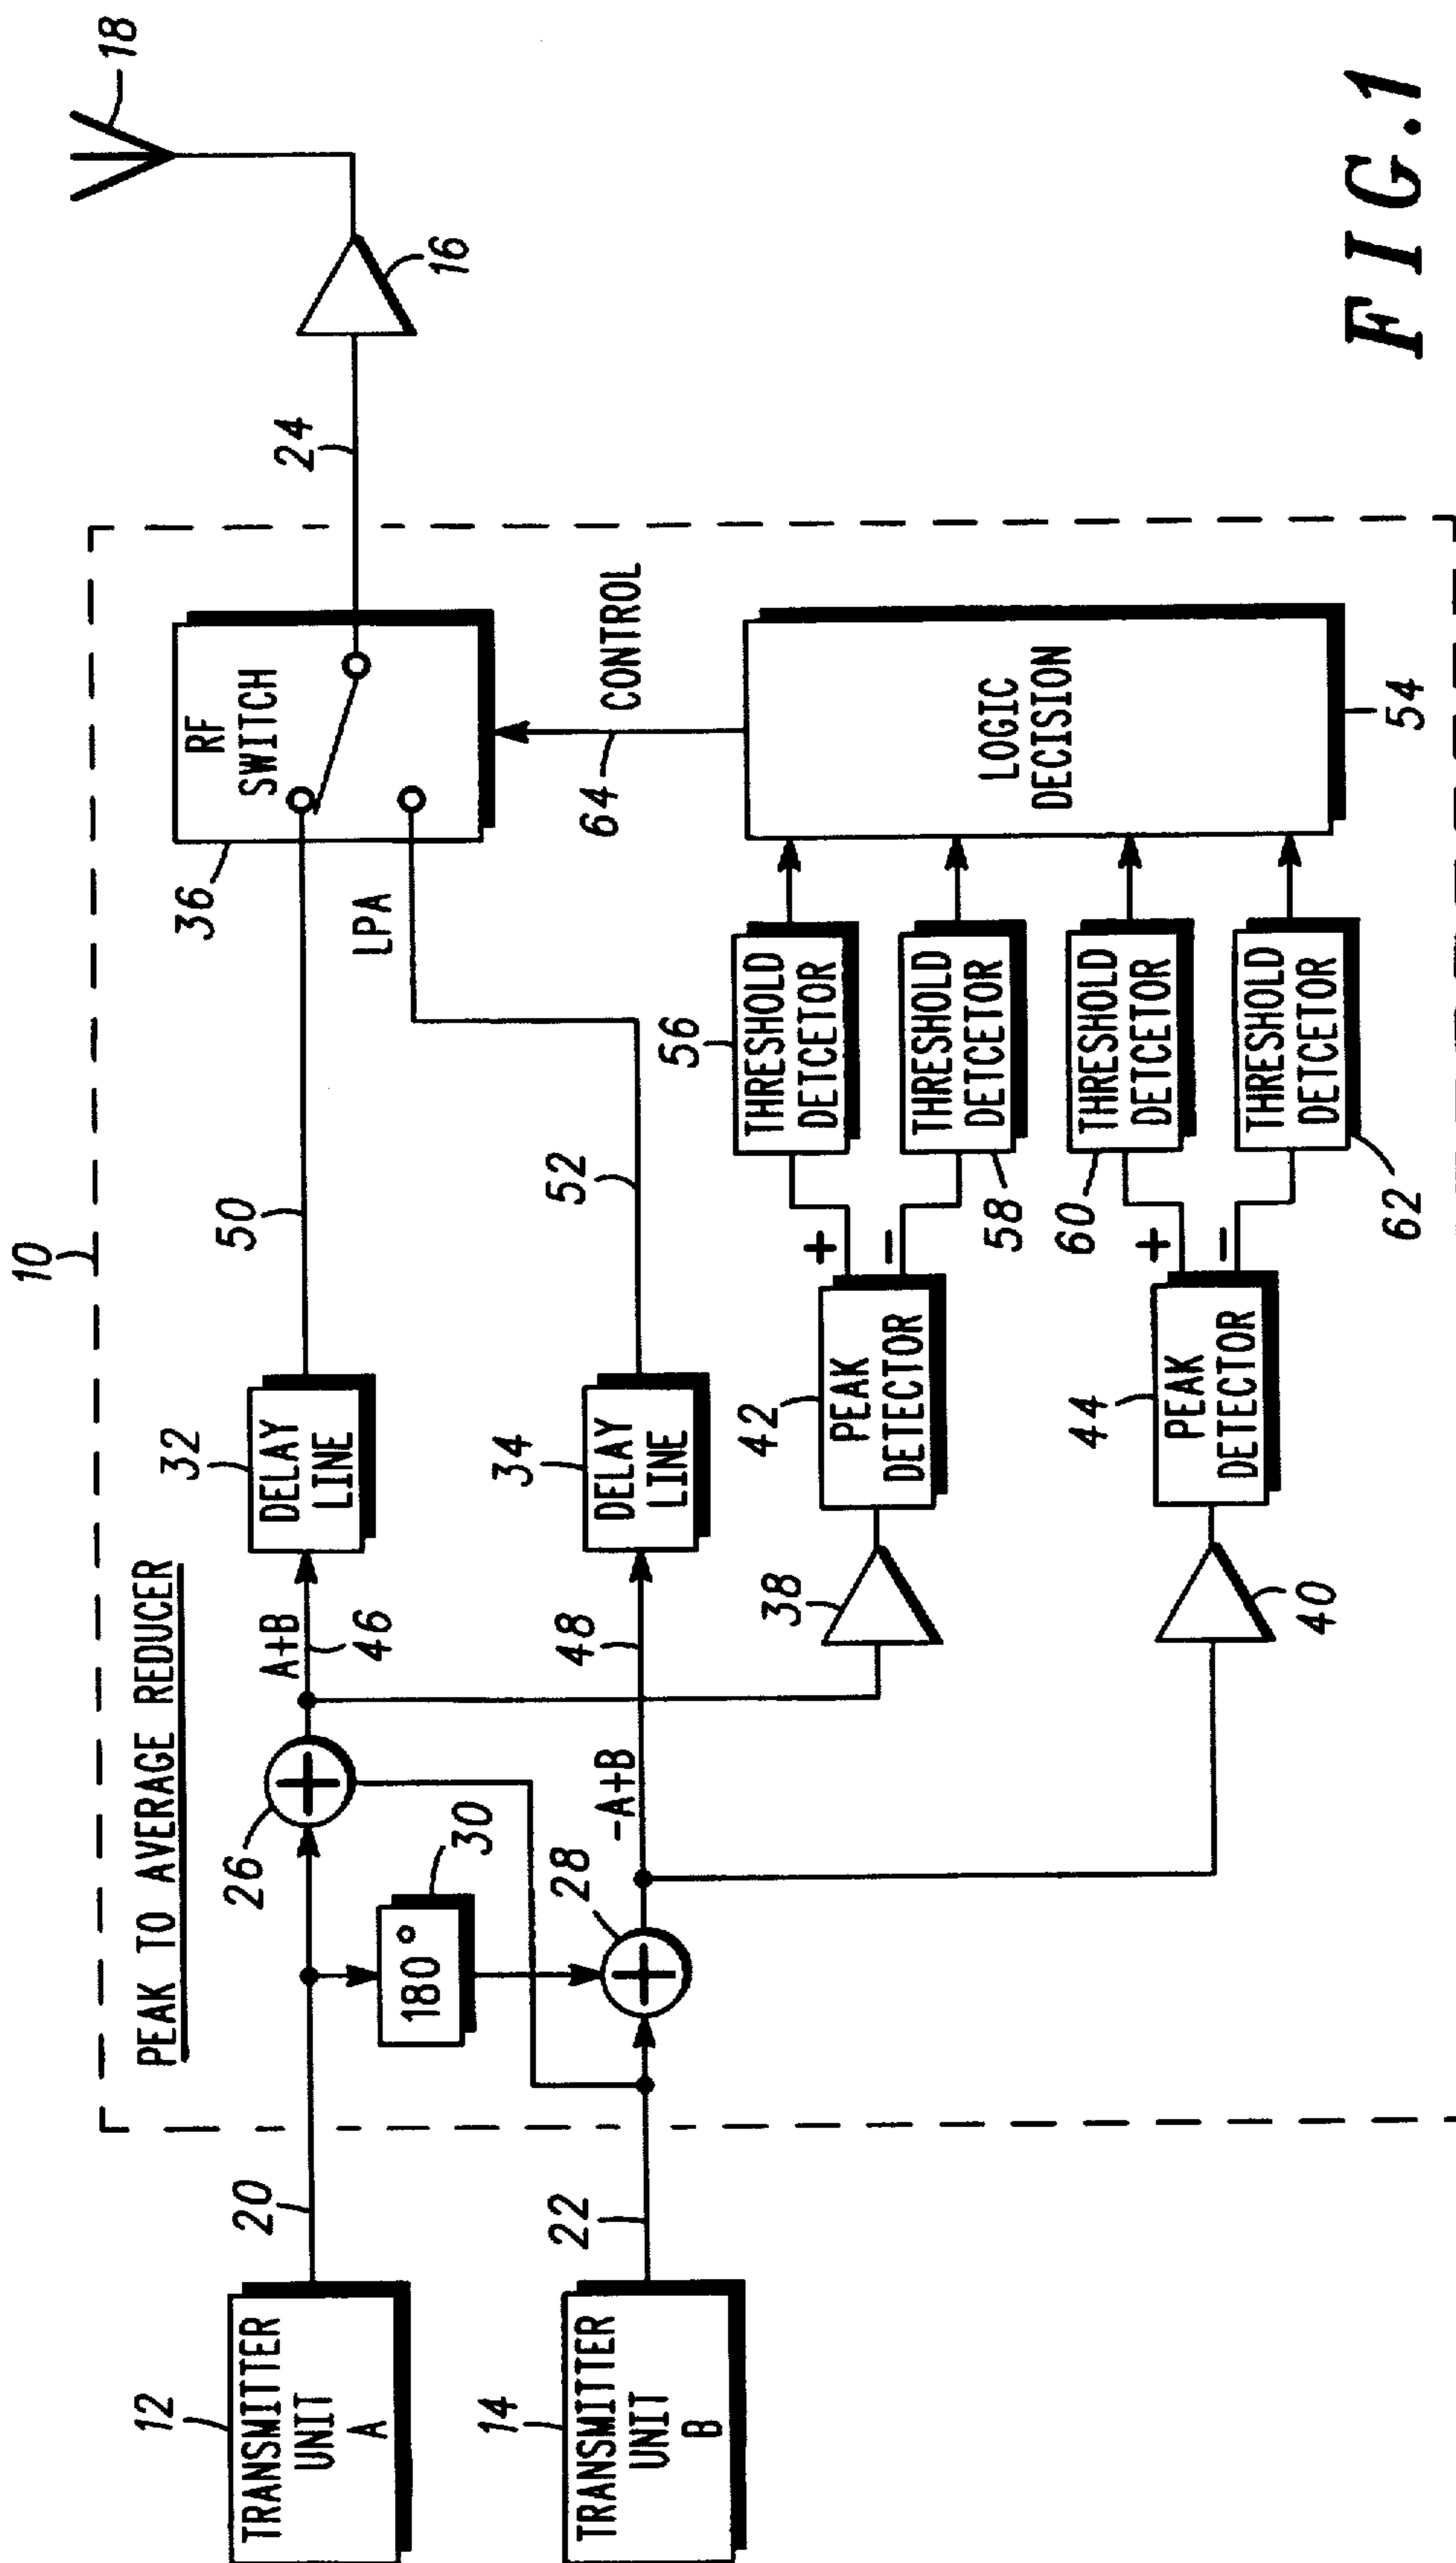 10
PEAK TO AVERAGE REDUCER
12
TRANSMITTER
UNIT
A
20
26
A+B
46
32
DELAY
LINE
50
36
RF
SWITCH
24
16
18
180°
30
LPA
14
TRANSMITTER
UNIT
B
22
28
-A+B
48
34
DELAY
LINE
52
64
CONTROL
38
42
PEAK
DETECTOR
+
−
56
THRESHOLD
DETCETOR
THRESHOLD
DETCETOR
58
LOGIC
DECISION
54
40
44
PEAK
DETECTOR
+
−
60
THRESHOLD
DETCETOR
THRESHOLD
DETCETOR
62
FIG.1